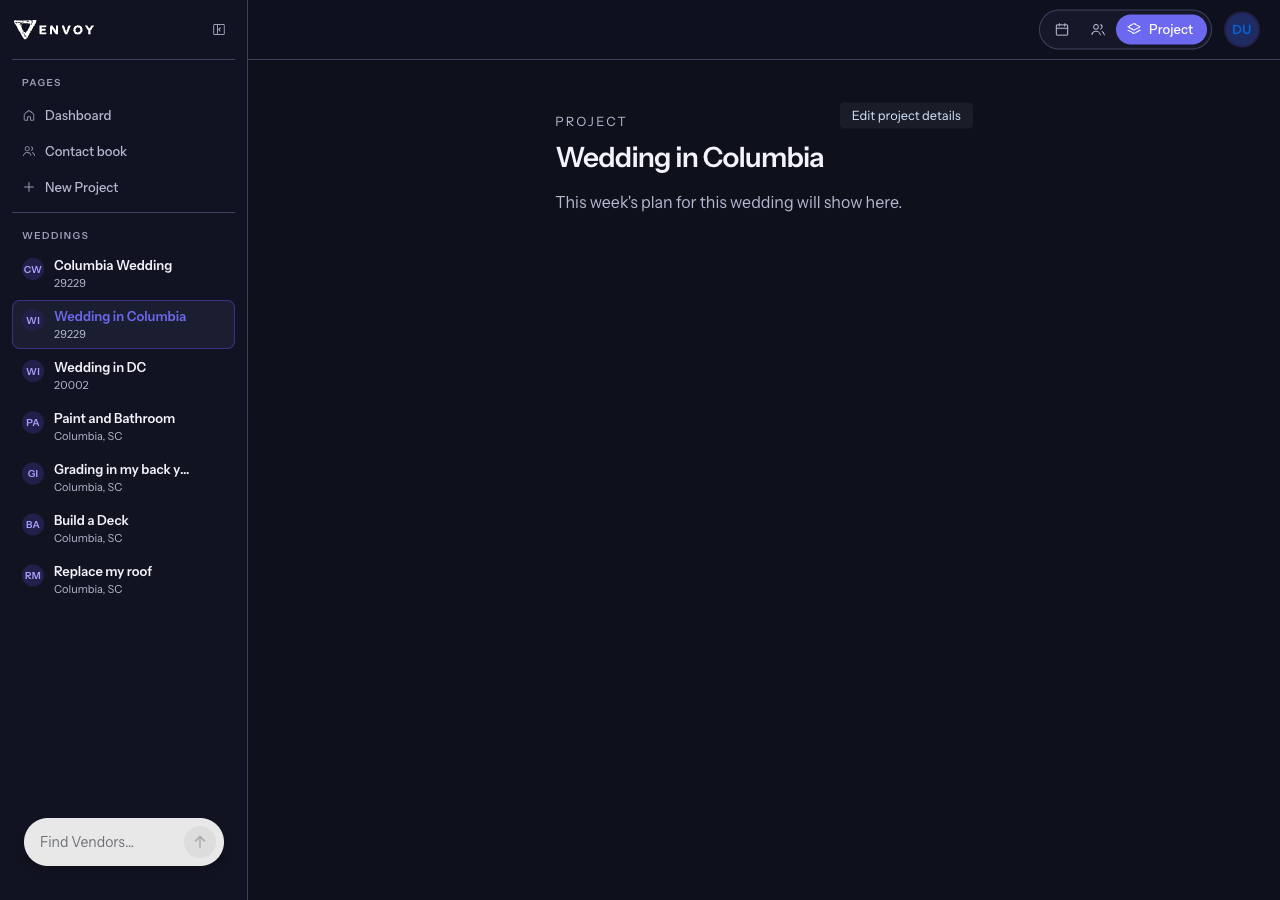 ENVOY
Project
DU
PAGES
Dashboard
Contact book
New Project
WEDDINGS
CW
Columbia Wedding
29229
WI
Wedding in Columbia
29229
WI
Wedding in DC
20002
PA
Paint and Bathroom
Columbia, SC
GI
Grading in my back y...
Columbia, SC
BA
Build a Deck
Columbia, SC
RM
Replace my roof
Columbia, SC
Find Vendors...
PROJECT
Edit project details
Wedding in Columbia
This week's plan for this wedding will show here.